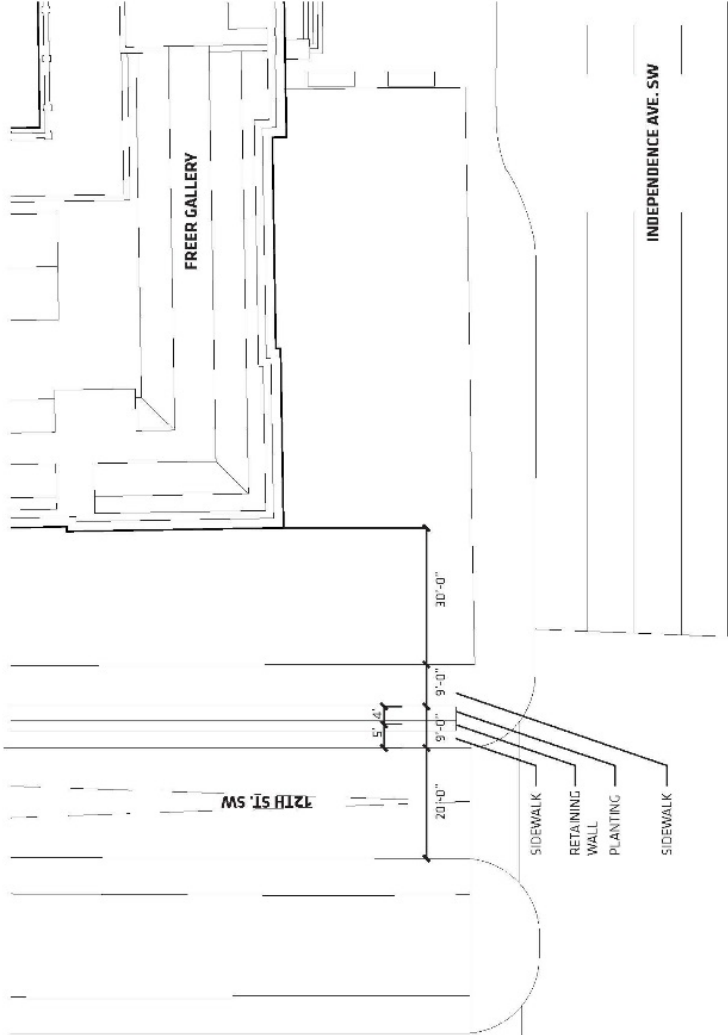 FREER GALLERY
INDEPENDENCE AVE. SW
30'-0"
9'-0"
4'
5'
9'-0"
20'-0"
12TH ST. SW
SIDEWALK
RETAINING
WALL
PLANTING
SIDEWALK